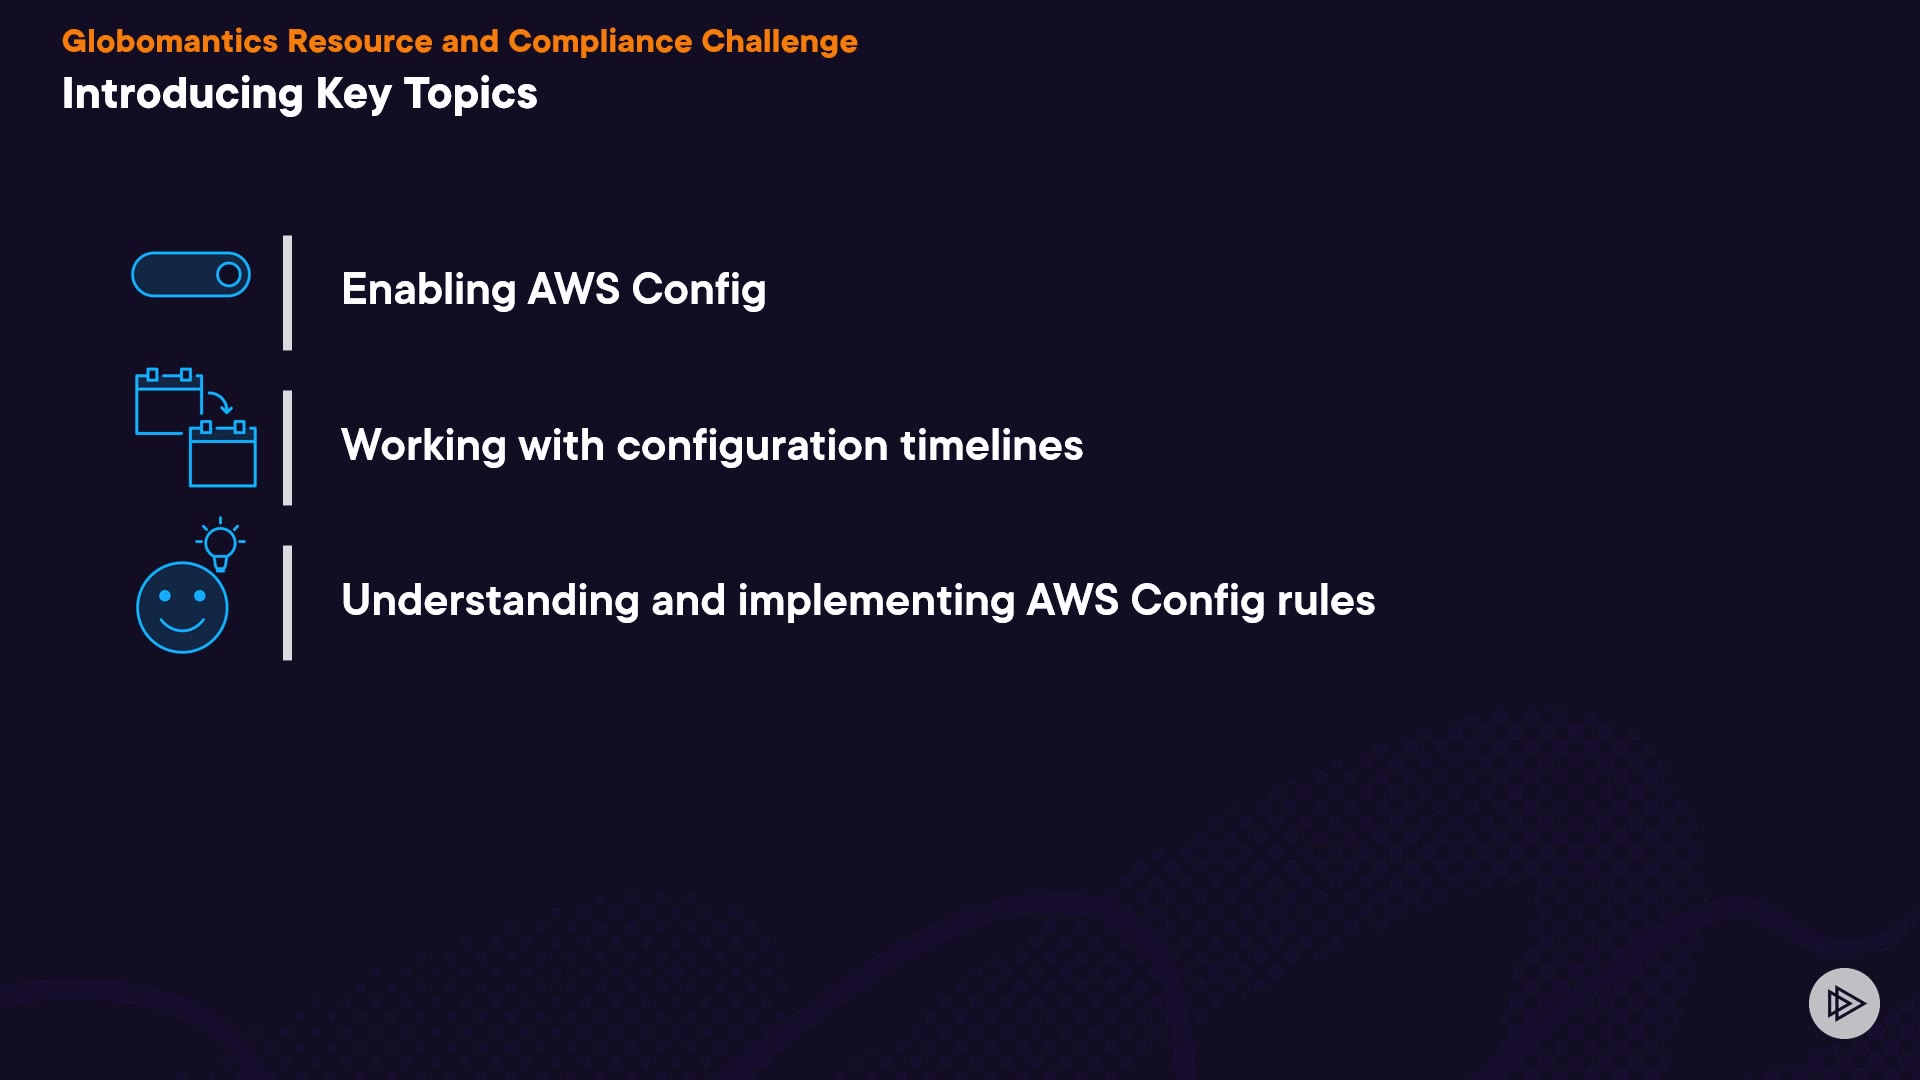 Globomantics Resource and Compliance Challenge
Introducing Key Topics
Enabling AWS Config
Working with configuration timelines
Understanding and implementing AWS Config rules